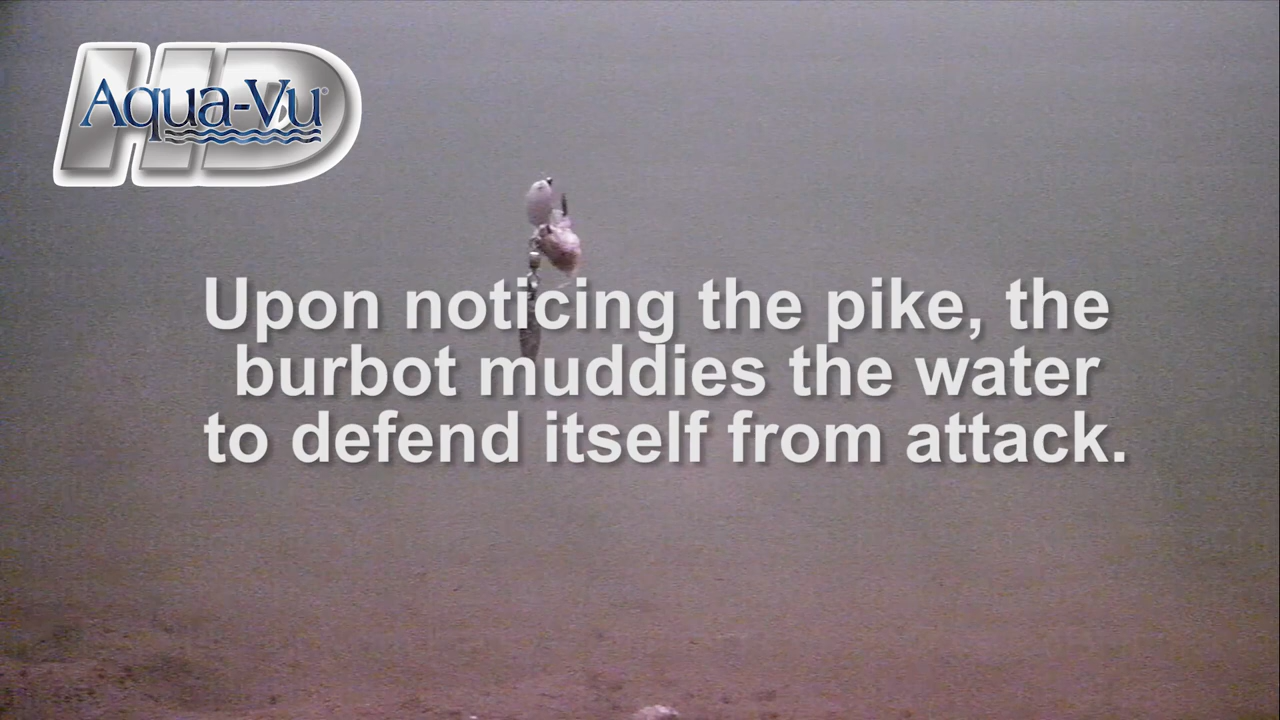 HD
Aqua-Vu
Upon noticing the pike, the
burbot muddies the water
to defend itself from attack.